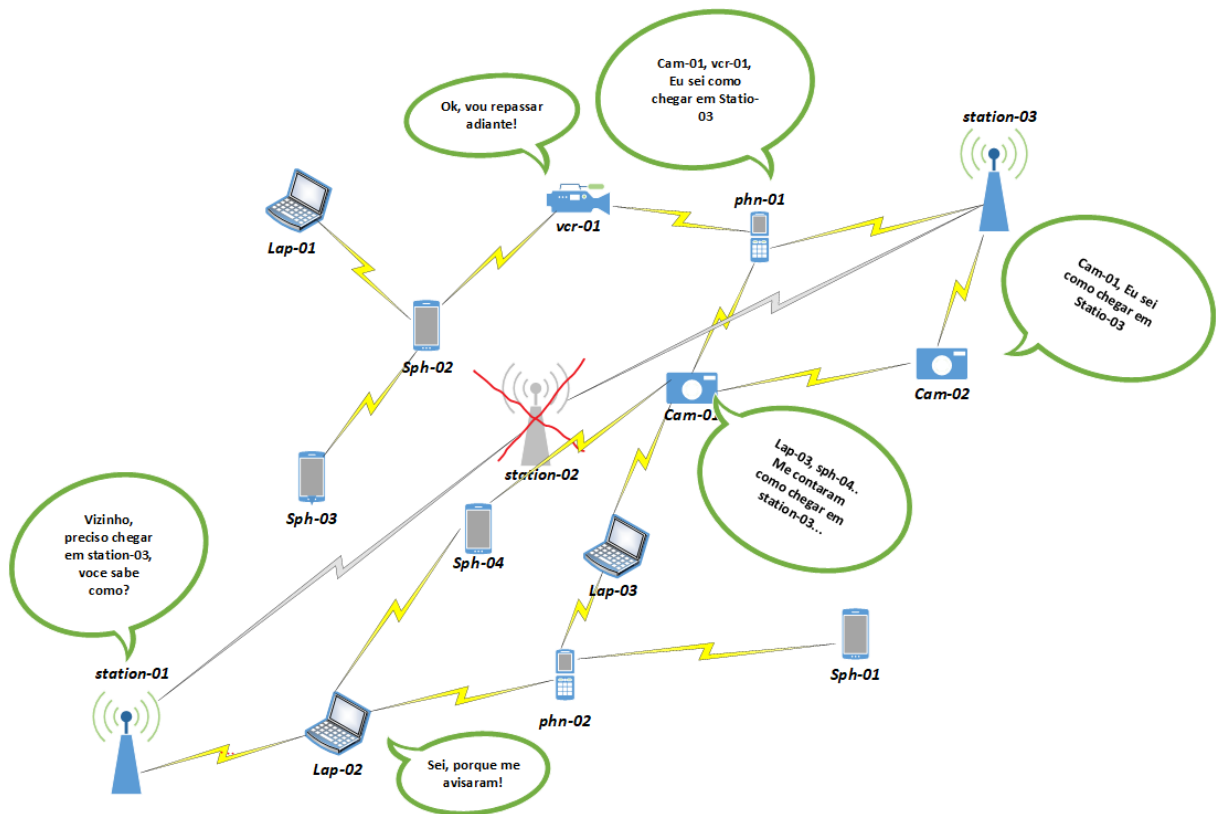 Cam-01, vcr-01,
Eu sei como
chegar em Statio-
03
Ok, vou repassar
adiante!
station-03
phn-01
Lap-01
vcr-01
Cam-01, Eu sei
como chegar em
Statio-03
Sph-02
Cam-02
Cam-01
Lap-03, sph-04..
Me contaram
como chegar em
station-03...
station-02
Sph-03
Vizinho,
preciso chegar
em station-03,
voce sabe
como?
Sph-04
Lap-03
station-01
Sph-01
phn-02
Lap-02
Sei, porque me
avisaram!